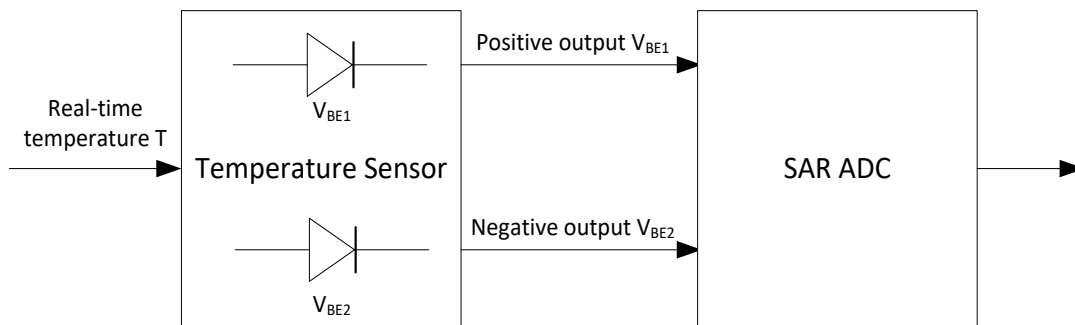 Positive output VBE1
Real-time
temperature T
VBE1
Temperature Sensor
SAR ADC
Negative output VBE2
VBE2